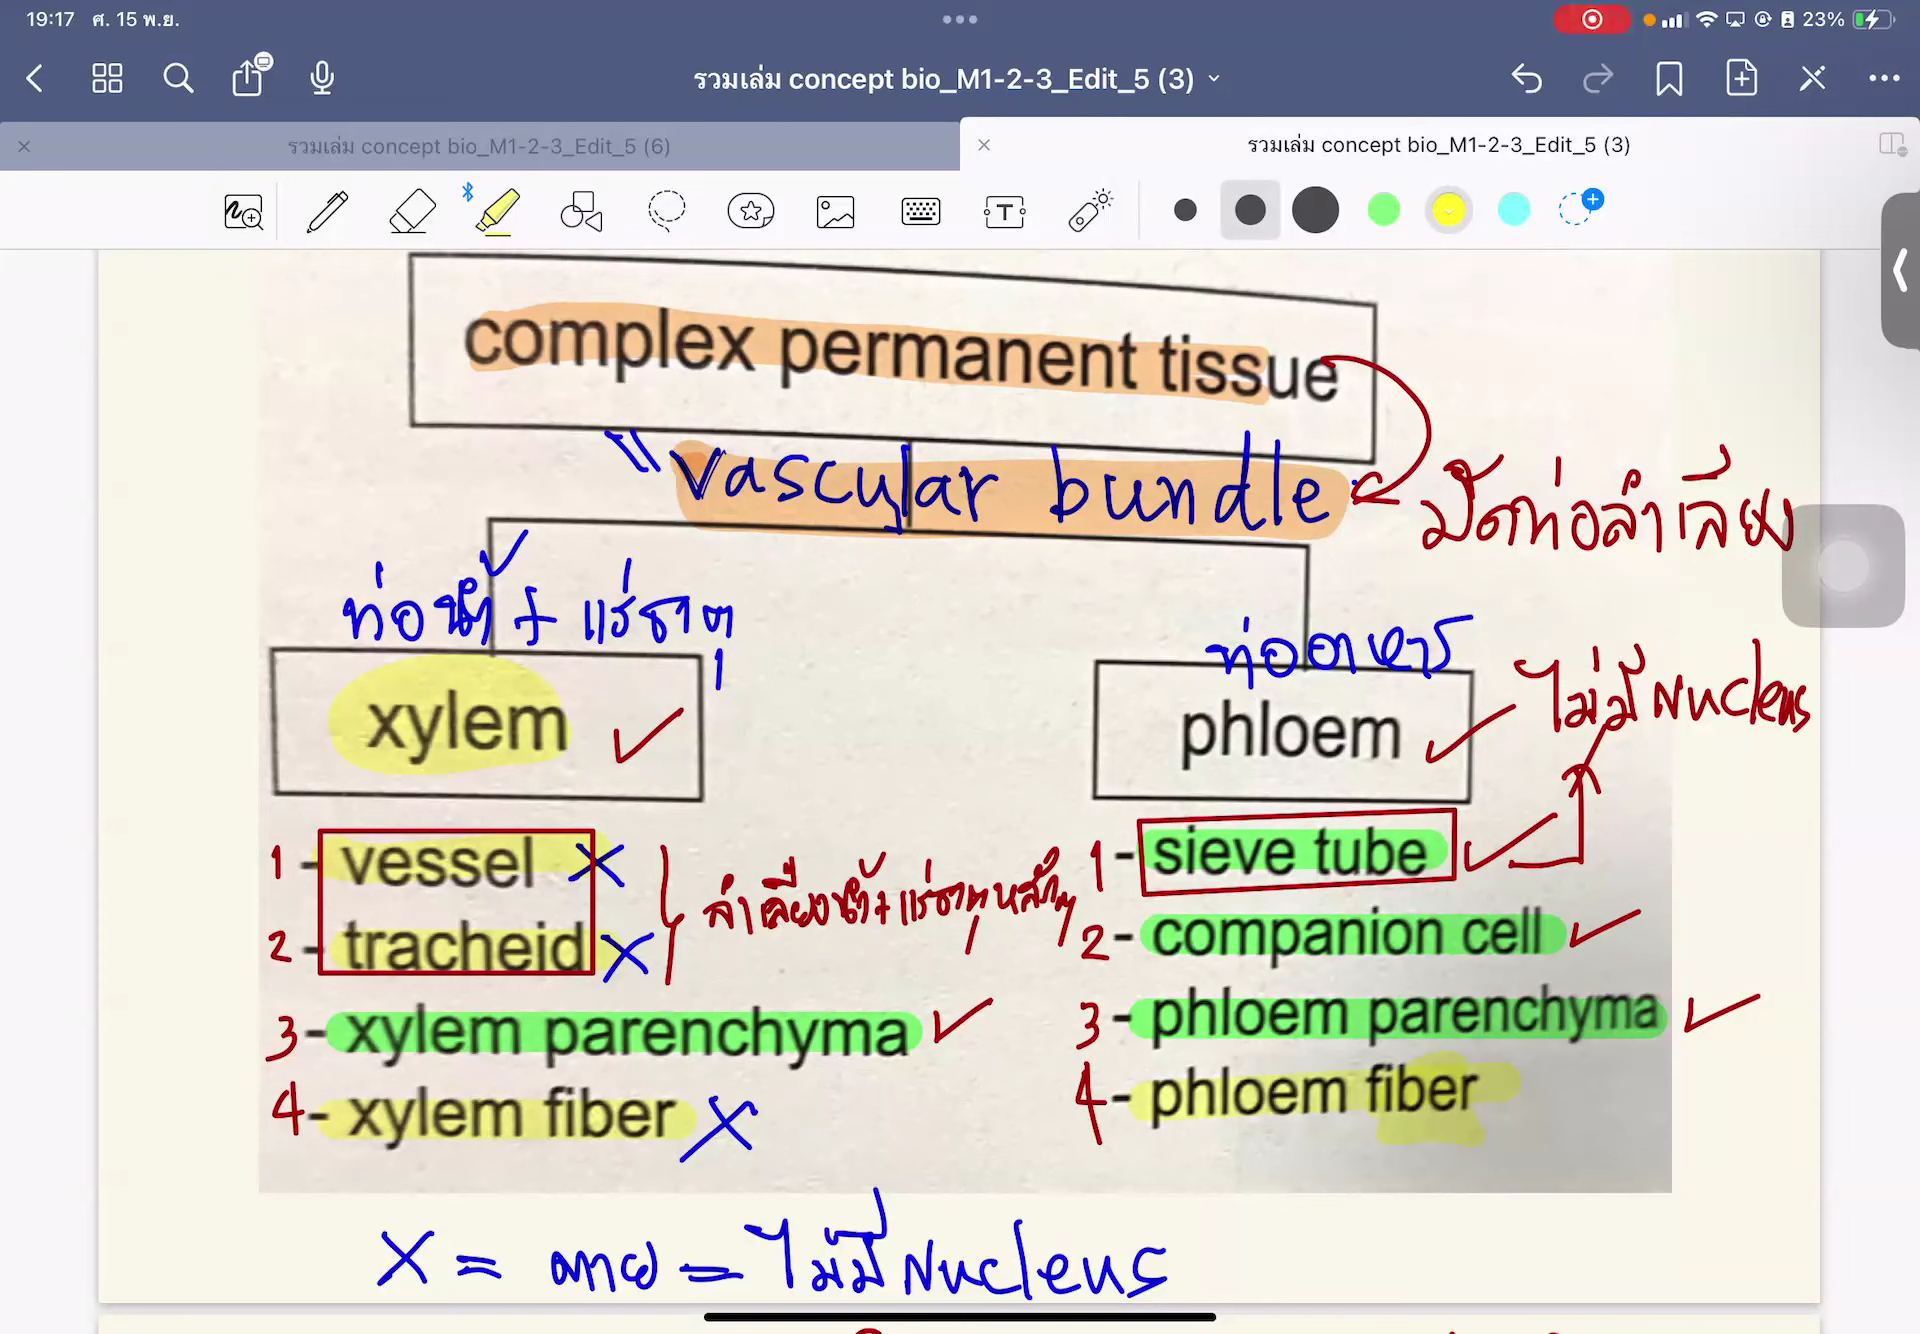 19:17 ศ. 15 พ.ย.
23%
รวมเล่ม concept bio_M1-2-3_Edit_5 (3)
รวมเล่ม concept bio_M1-2-3_Edit_5 (6)
รวมเล่ม concept bio_M1-2-3_Edit_5 (3)
complex permanent tissue
vascular bundle
มัดท่อลำเลียง
ท่อน้ำ + แร่ธาตุ
ท่ออาหาร
xylem
phloem
ไม่มี Nucleus
1 - vessel X
2 - tracheid X
ลำเลียงน้ำ + แร่ธาตุหลักๆ
3 - xylem parenchyma
4 - xylem fiber X
1 - sieve tube
2 - companion cell
3 - phloem parenchyma
4 - phloem fiber
X = ตาย = ไม่มี Nucleus